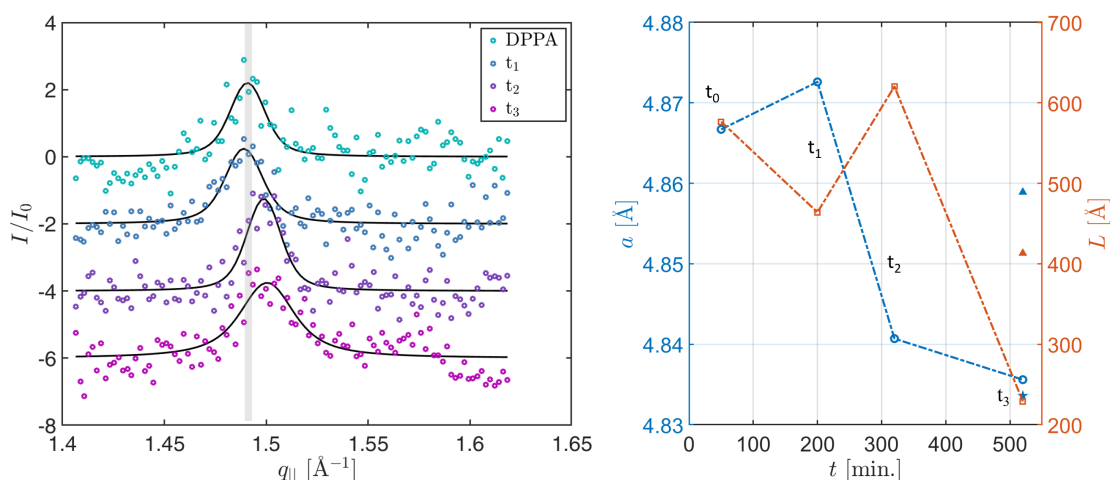 4
2
0
-2
-4
-6
-8
1.4
1.45
1.5
1.55
1.6
1.65
I/I₀
q|| [Å⁻¹]
DPPA
t₁
t₂
t₃
4.88
4.87
4.86
4.85
4.84
4.83
a [Å]
t₀
t₁
t₂
t₃
700
600
500
400
300
200
L [Å]
0
100
200
300
400
500
t [min.]